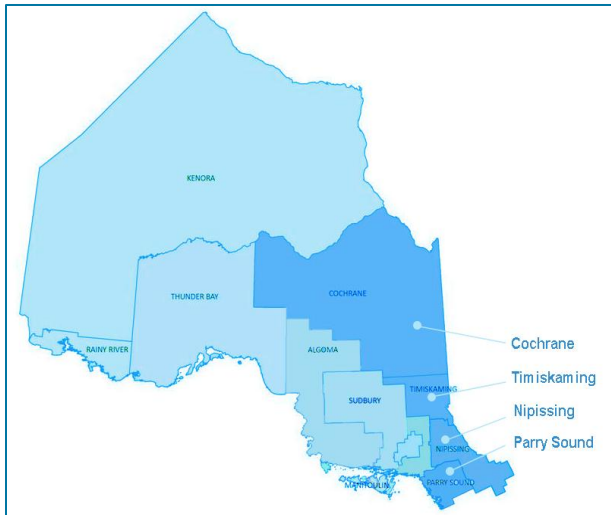 KENORA
THUNDER BAY
COCHRANE
RAINY RIVER
ALGOMA
Cochrane
TIMISKAMING
Timiskaming
SUDBURY
Nipissing
NIPISSING
Parry Sound
MANITOULIN
PARRY SOUND